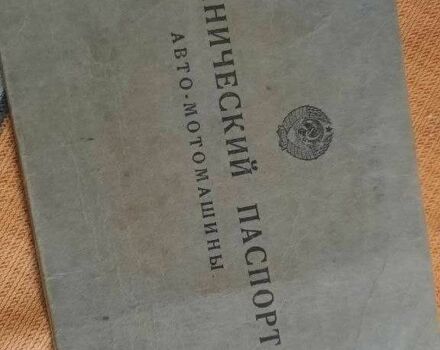 НИЧЕСКИЙ ПАСПОРТ
АВТО-МОТОМАШИНЫ.